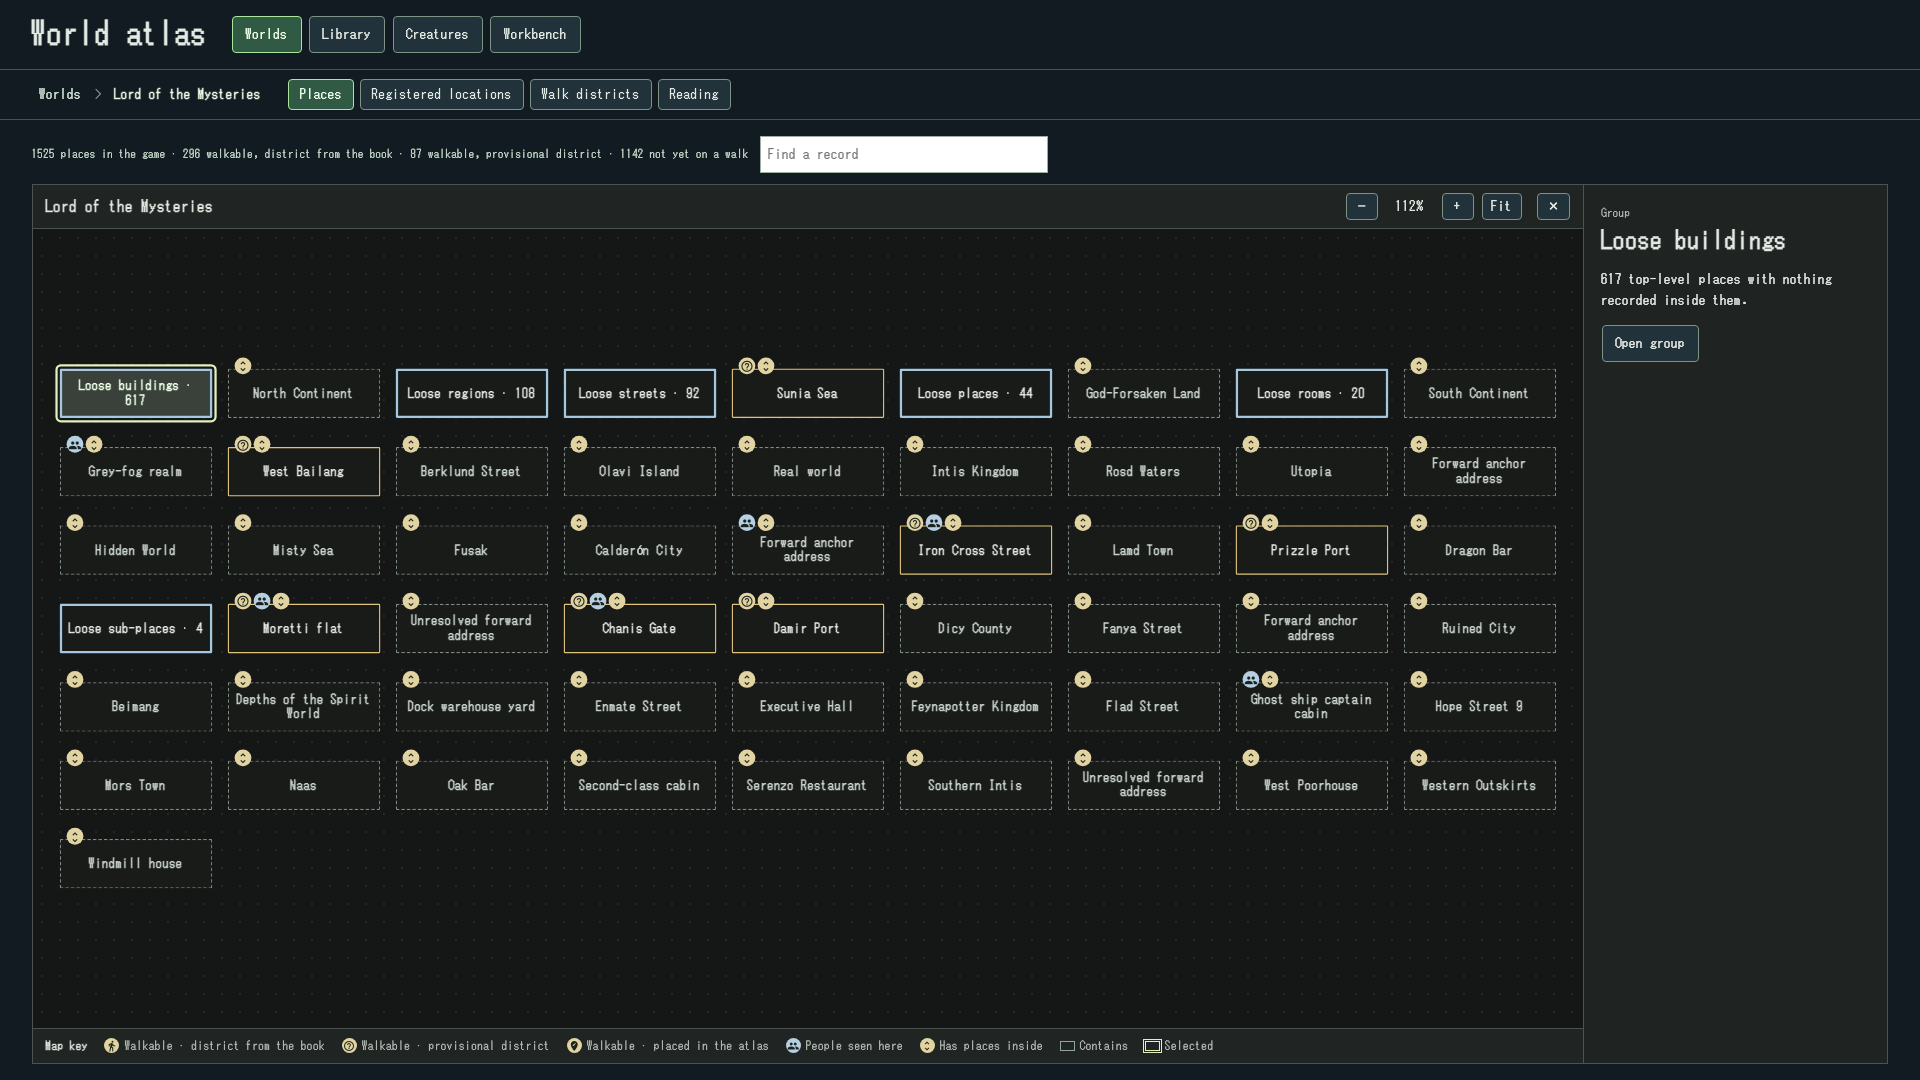 World atlas
Worlds
Library
Creatures
Workbench
Worlds
Lord of the Mysteries
Places
Registered locations
Walk districts
Reading
1525 places in the game · 296 walkable, district from the book · 87 walkable, provisional district · 1142 not yet on a walk
Find a record
Lord of the Mysteries
−
112%
+
Fit
×
Loose buildings ·
617
North Continent
Loose regions · 108
Loose streets · 92
Sunia Sea
Loose places · 44
God-Forsaken Land
Loose rooms · 20
South Continent
Grey-fog realm
West Bailang
Berklund Street
Olavi Island
Real world
Intis Kingdom
Rosd Waters
Utopia
Forward anchor
address
Hidden World
Misty Sea
Fusak
Calderón City
Forward anchor
address
Iron Cross Street
Lamd Town
Prizzle Port
Dragon Bar
Loose sub-places · 4
Moretti flat
Unresolved forward
address
Chanis Gate
Damir Port
Dicy County
Fanya Street
Forward anchor
address
Ruined City
Beimang
Depths of the Spirit
World
Dock warehouse yard
Enmate Street
Executive Hall
Feynapotter Kingdom
Flad Street
Ghost ship captain
cabin
Hope Street 9
Mors Town
Naas
Oak Bar
Second-class cabin
Serenzo Restaurant
Southern Intis
Unresolved forward
address
West Poorhouse
Western Outskirts
Windmill house
Group
Loose buildings
617 top-level places with nothing
recorded inside them.
Open group
Map key
Walkable · district from the book
Walkable · provisional district
Walkable · placed in the atlas
People seen here
Has places inside
Contains
Selected